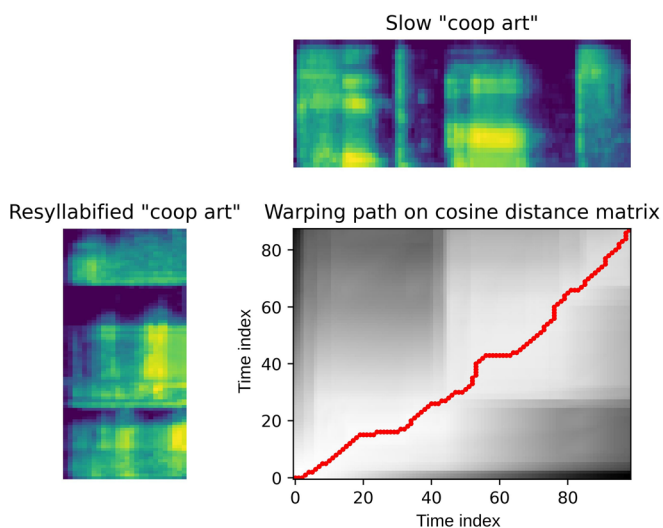 Slow "coop art"
Resyllabified "coop art"
Warping path on cosine distance matrix
80
60
40
20
0
Time index
0 20 40 60 80
Time index